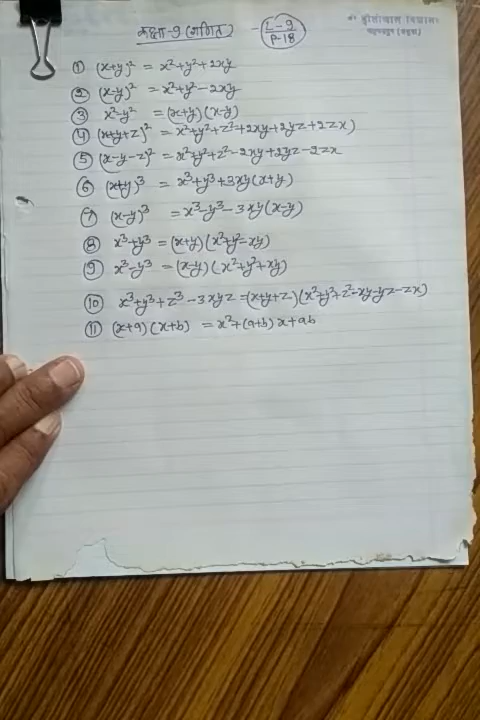 कक्षा-9 (गणित) - L-9
P-18
① (x+y)² = x²+y²+2xy
② (x-y)² = x²+y²-2xy
③ x²-y² = (x+y)(x-y)
④ (x+y+z)² = x²+y²+z²+2xy+2yz+2zx)
⑤ (x-y-z)² = x²+y²+z²-2xy+2yz-2zx
⑥ (x+y)³ = x³+y³+3xy(x+y)
⑦ (x-y)³ = x³-y³-3xy(x-y)
⑧ x³+y³ = (x+y)(x²+y²-xy)
⑨ x³-y³ = (x-y)(x²+y²+xy)
⑩ x³+y³+z³-3xyz=(x+y+z)(x²+y²+z²-xy-yz-zx)
⑪ (x+a)(x+b) = x²+(a+b)x+ab